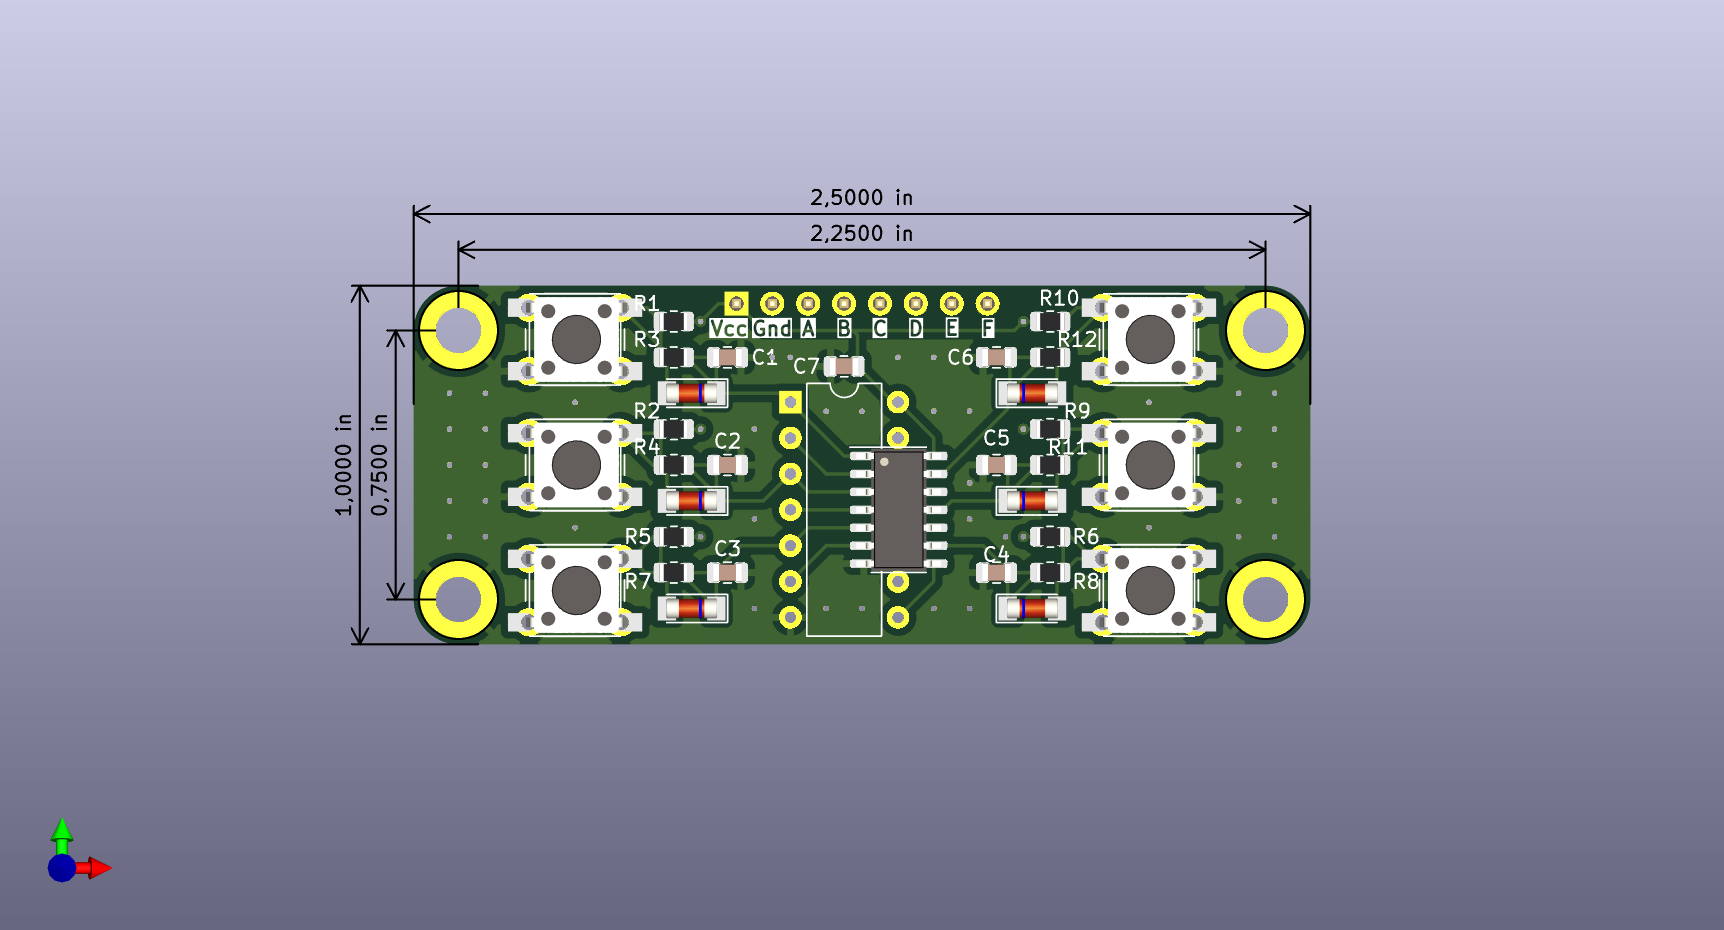 2,5000 in
2,2500 in
1,0000 in
0,7500 in
R1
R10
Vcc Gnd A B C D E F
R3
R12
C1
C7
C6
R2
R9
R4
C2
C5
R11
R5
R6
C3
C4
R7
R8